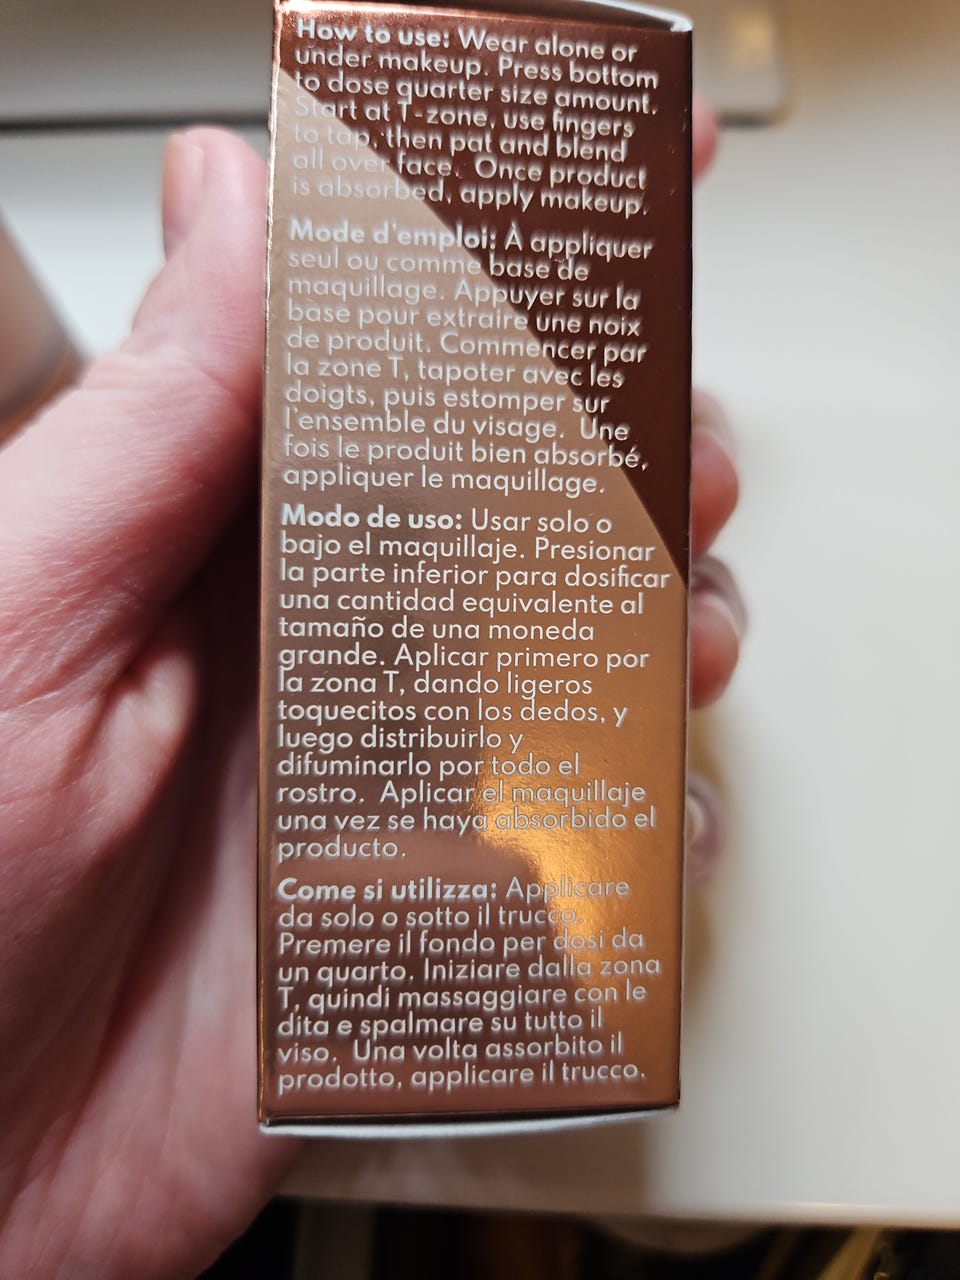 How to use: Wear alone or
under makeup. Press bottom
to dose quarter size amount.
Start at T-zone, use fingers
to tap, then pat and blend
all over face. Once product
is absorbed, apply makeup.
Mode d'emploi: À appliquer
seul ou comme base de
maquillage. Appuyer sur la
base pour extraire une noix
de produit. Commencer par
la zone T, tapoter avec les
doigts, puis estomper sur
l'ensemble du visage. Une
fois le produit bien absorbé,
appliquer le maquillage.
Modo de uso: Usar solo o
bajo el maquillaje. Presionar
la parte inferior para dosificar
una cantidad equivalente al
tamaño de una moneda
grande. Aplicar primero por
la zona T, dando ligeros
toquecitos con los dedos, y
luego distribuirlo y
difuminarlo por todo el
rostro. Aplicar el maquillaje
una vez se haya absorbido el
producto.
Come si utilizza: Applicare
da solo o sotto il trucco.
Premere il fondo per dosi da
un quarto. Iniziare dalla zona
T, quindi massaggiare con le
dita e spalmare su tutto il
viso. Una volta assorbito il
prodotto, applicare il trucco.